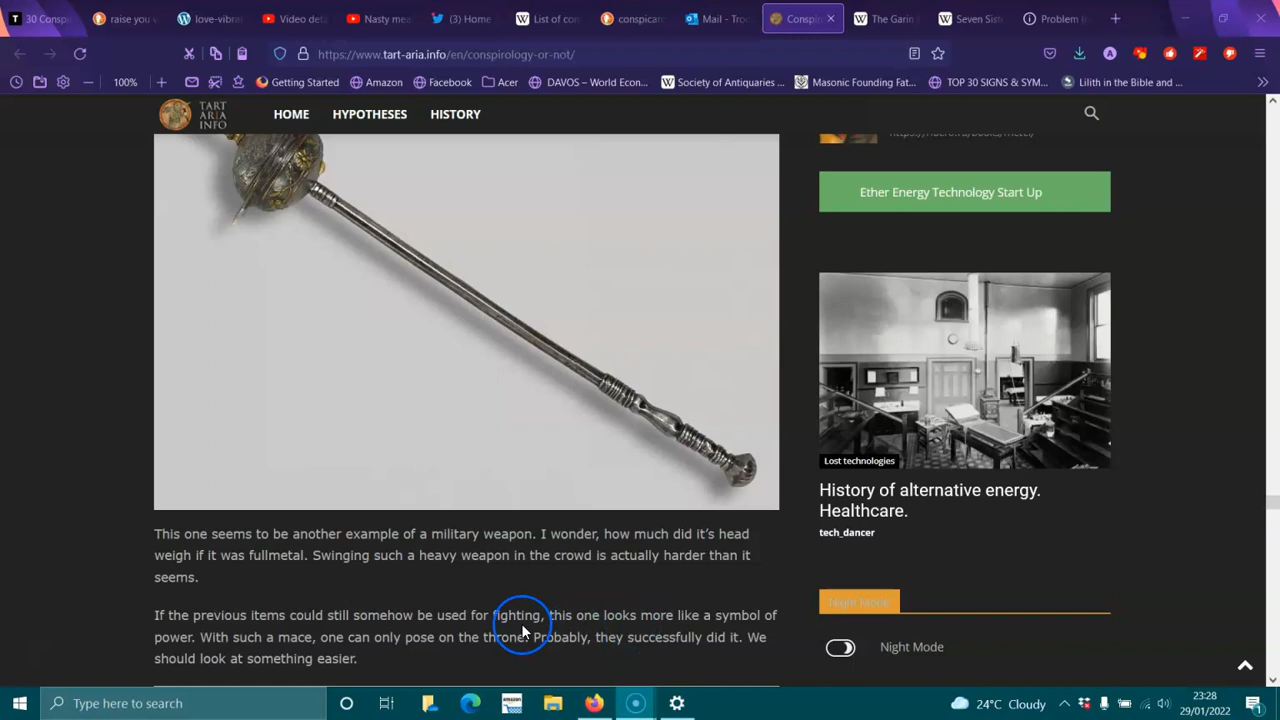 30 Consp
raise you v
love-vibra
Video deta
Nasty mea
(3) Home
List of con
conspicar
Mail - Troo
Conspir
The Garin
Seven Sist
Problem l
https://www.tart-aria.info/en/conspirology-or-not/
100%
Getting Started
Amazon
Facebook
Acer
DAVOS – World Econ...
Society of Antiquaries ...
Masonic Founding Fat...
TOP 30 SIGNS & SYM...
Lilith in the Bible and ...
TART ARIA INFO
HOME
HYPOTHESES
HISTORY
Ether Energy Technology Start Up
Lost technologies
History of alternative energy.
Healthcare.
tech_dancer
This one seems to be another example of a military weapon. I wonder, how much did it's head
weigh if it was fullmetal. Swinging such a heavy weapon in the crowd is actually harder than it
seems.
If the previous items could still somehow be used for fighting, this one looks more like a symbol of
power. With such a mace, one can only pose on the throne. Probably, they successfully did it. We
should look at something easier.
Night Mode
Night Mode
Type here to search
amazon
24°C Cloudy
23:28
29/01/2022